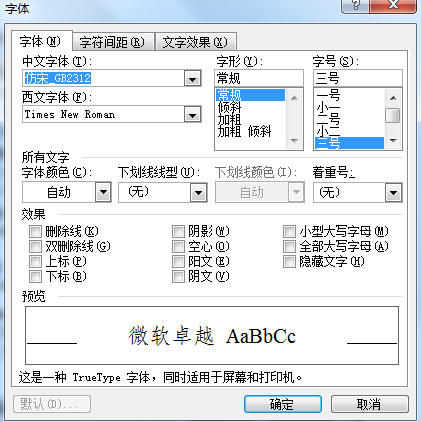 字体
字体(N) 字符间距(R) 文字效果(X)
中文字体(T): 字形(Y): 字号(S):
仿宋_GB2312 常规 三号
西文字体(F): 常规 一号
Times New Roman 倾斜 小一
加粗 二号
加粗 倾斜 小二
三号
所有文字
字体颜色(C): 下划线线型(U): 下划线颜色(I): 着重号:
自动 (无) 自动 (无)
效果
删除线(K) 阴影(W) 小型大写字母(M)
双删除线(G) 空心(O) 全部大写字母(A)
上标(P) 阳文(E) 隐藏文字(H)
下标(B) 阴文(V)
预览
微软卓越 AaBbCc
这是一种 TrueType 字体，同时适用于屏幕和打印机。
默认(D)... 确定 取消